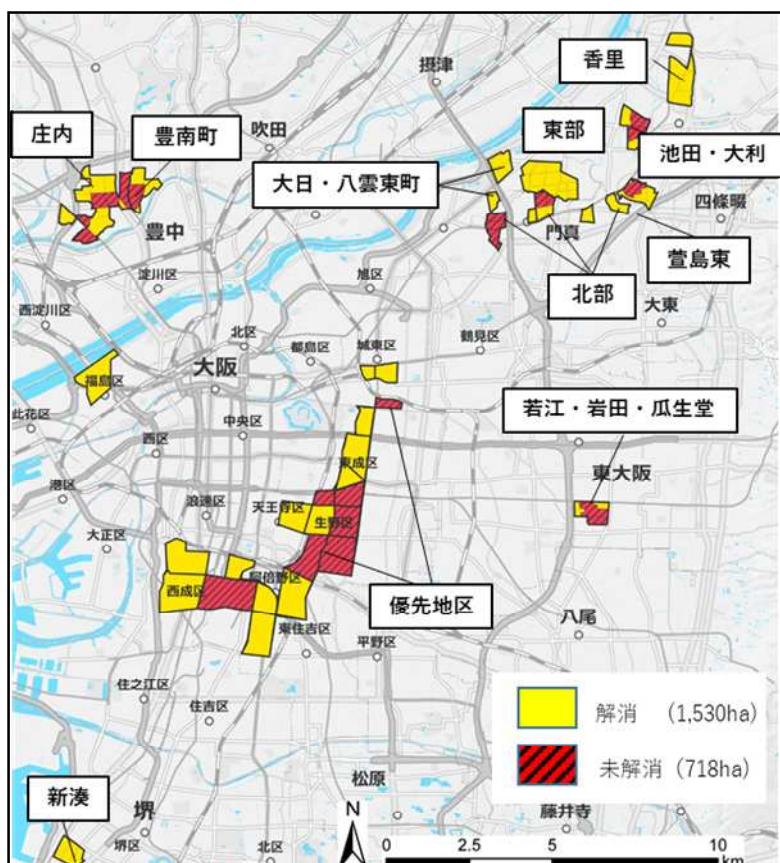 香里
摂津
庄内
豊南町
吹田
東部
池田・大利
大日・八雲東町
四條畷
豊中
門真
萱島東
淀川区
旭区
北部
西淀川区
大東
北区
都島区
城東区
鶴見区
大阪
福島区
此花区
中央区
若江・岩田・瓜生堂
西区
東成区
東大阪
港区
浪速区
天王寺区
生野区
大正区
阿倍野区
西成区
優先地区
東住吉区
平野区
八尾
住之江区
住吉区
解消 (1,530ha)
未解消 (718ha)
松原
新湊
堺
N
藤井寺
堺区
北区
0 2.5 5 10
km